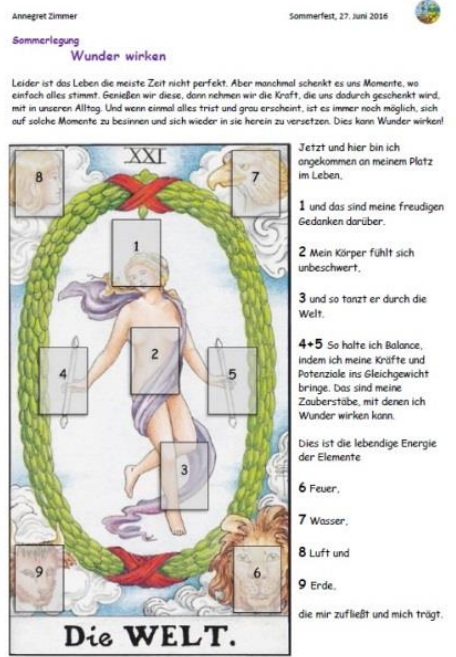 Annegret Zimmer
Sommerfest, 27. Juni 2016
Sommerlegung
Wunder wirken
Leider ist das Leben die meiste Zeit nicht perfekt. Aber manchmal schenkt es uns Momente, wo
einfach alles stimmt. Genießen wir diese, dann nehmen wir die Kraft, die uns dadurch geschenkt wird,
mit in unseren Alltag. Und wenn einmal alles trist und grau erscheint, ist es immer noch möglich, sich
auf solche Momente zu besinnen und sich wieder in sie herein zu versetzen. Dies kann Wunder wirken!
XXI
8
7
1
2
4
5
3
9
6
Die WELT.
Jetzt und hier bin ich
angekommen an meinem Platz
im Leben,
1 und das sind meine freudigen
Gedanken darüber.
2 Mein Körper fühlt sich
unbeschwert,
3 und so tanzt er durch die
Welt.
4+5 So halte ich Balance,
indem ich meine Kräfte und
Potenziale ins Gleichgewicht
bringe. Das sind meine
Zauberstäbe, mit denen ich
Wunder wirken kann.
Dies ist die lebendige Energie
der Elemente
6 Feuer,
7 Wasser,
8 Luft und
9 Erde,
die mir zufließt und mich trägt.